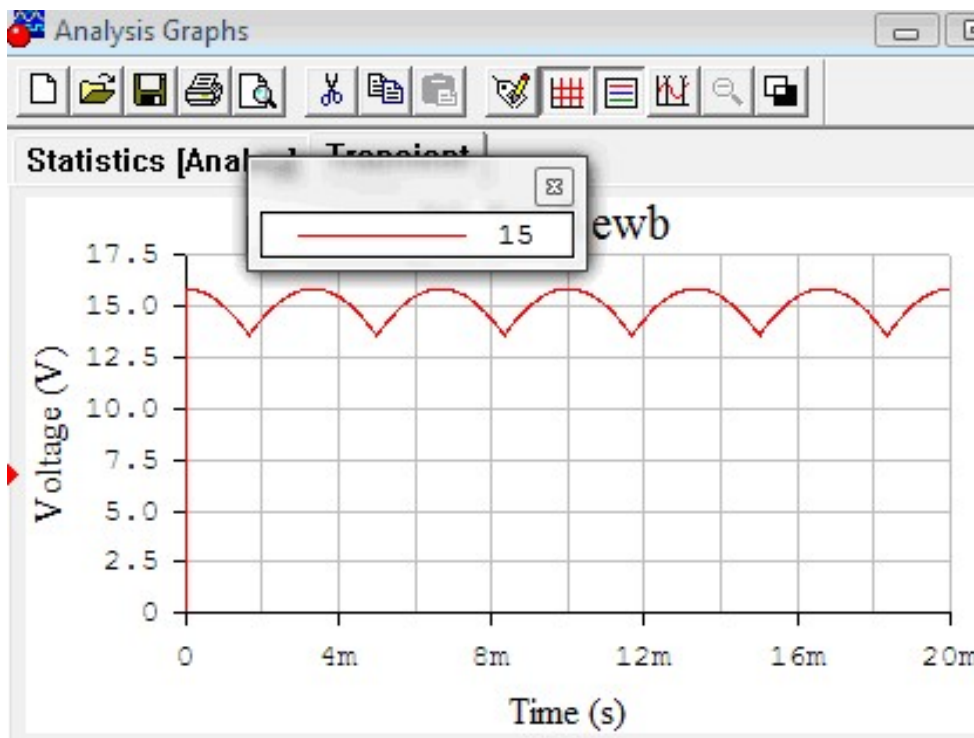 Analysis Graphs
Statistics [Anal
Transient
15
ewb
17.5
15.0
12.5
10.0
7.5
5.0
2.5
0
Voltage (V)
0 4m 8m 12m 16m 20m
Time (s)